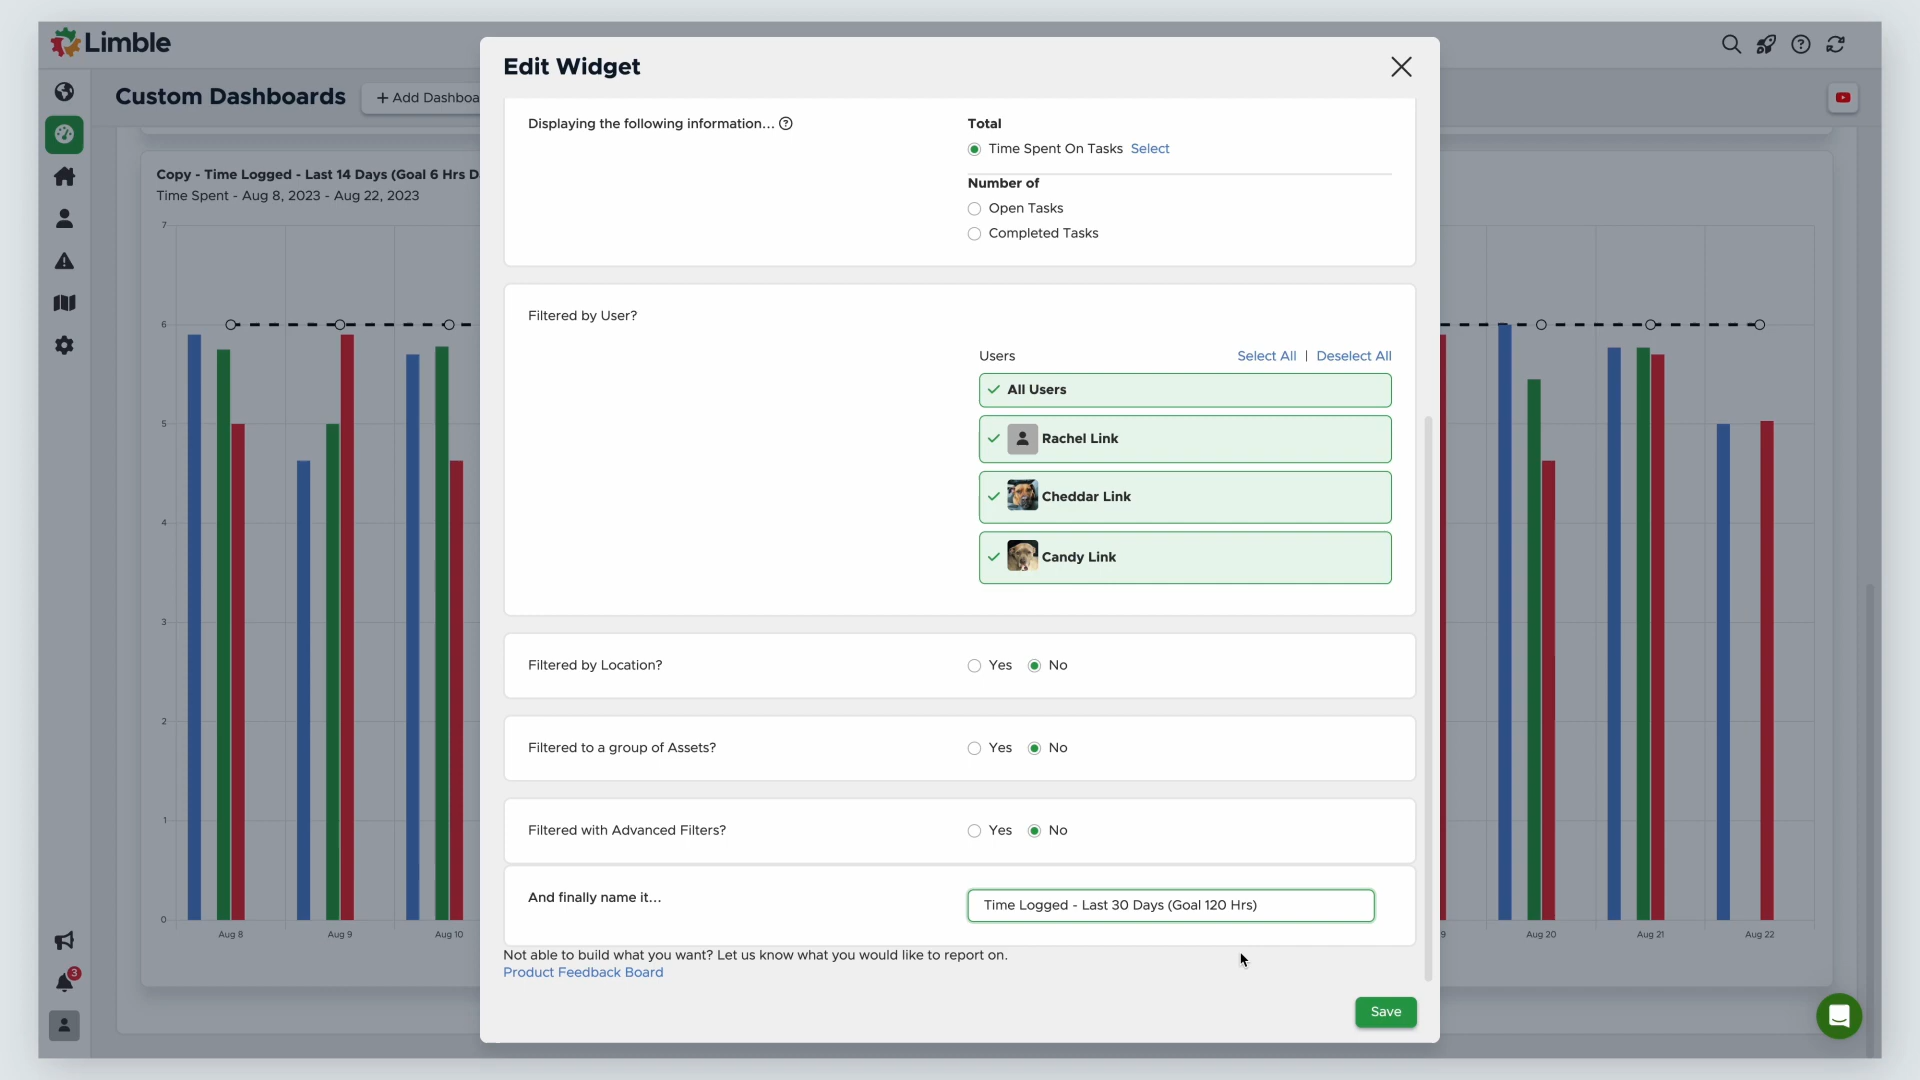 Limble
Edit Widget
Custom Dashboards
+ Add Dashboa
Displaying the following information...
Total
Time Spent On Tasks Select
Number of
Open Tasks
Completed Tasks
Copy - Time Logged - Last 14 Days (Goal 6 Hrs D
Time Spent - Aug 8, 2023 - Aug 22, 2023
7
6
5
4
3
2
1
0
Aug 8
Aug 9
Aug 10
9
Aug 20
Aug 21
Aug 22
Filtered by User?
Users
Select All | Deselect All
All Users
Rachel Link
Cheddar Link
Candy Link
Filtered by Location?
Yes
No
Filtered to a group of Assets?
Yes
No
Filtered with Advanced Filters?
Yes
No
And finally name it...
Time Logged - Last 30 Days (Goal 120 Hrs)
Not able to build what you want? Let us know what you would like to report on.
Product Feedback Board
Save
3